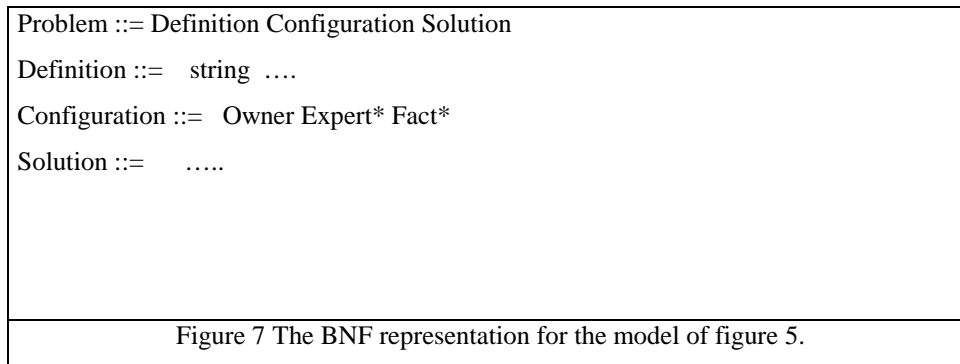 Problem ::= Definition Configuration Solution
Definition ::= string ….
Configuration ::= Owner Expert* Fact*
Solution ::= …..
Figure 7 The BNF representation for the model of figure 5.